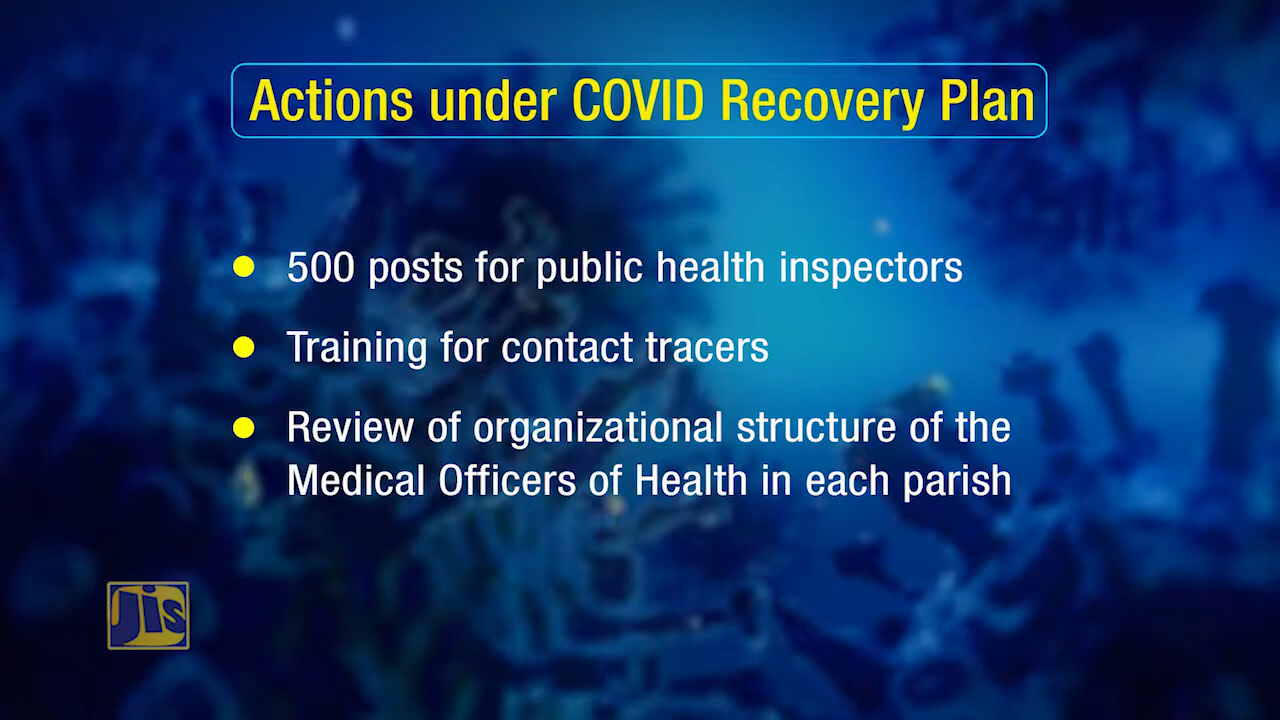 Actions under COVID Recovery Plan
500 posts for public health inspectors
Training for contact tracers
Review of organizational structure of the
Medical Officers of Health in each parish
Jis